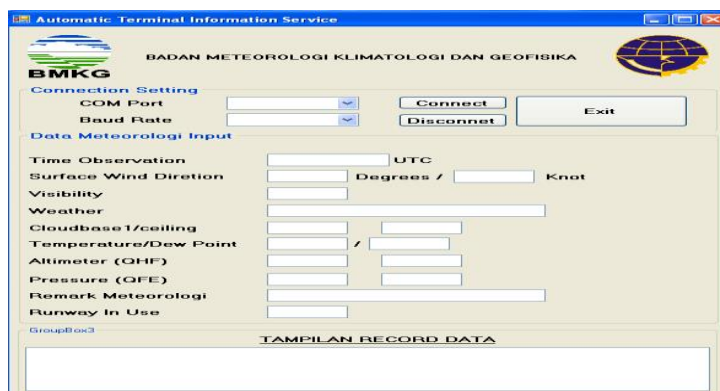 Automatic Terminal Information Service
BMKG
BADAN METEOROLOGI KLIMATOLOGI DAN GEOFISIKA
Connection Setting
COM Port Connect Exit
Baud Rate Disconnet
Data Meteorologi Input
Time Observation UTC
Surface Wind Diretion Degrees / Knot
Visibility
Weather
Cloudbase1/ceiling
Temperature/Dew Point /
Altimeter (QHF)
Pressure (QFE)
Remark Meteorologi
Runway In Use
GroupBox3
TAMPILAN RECORD DATA